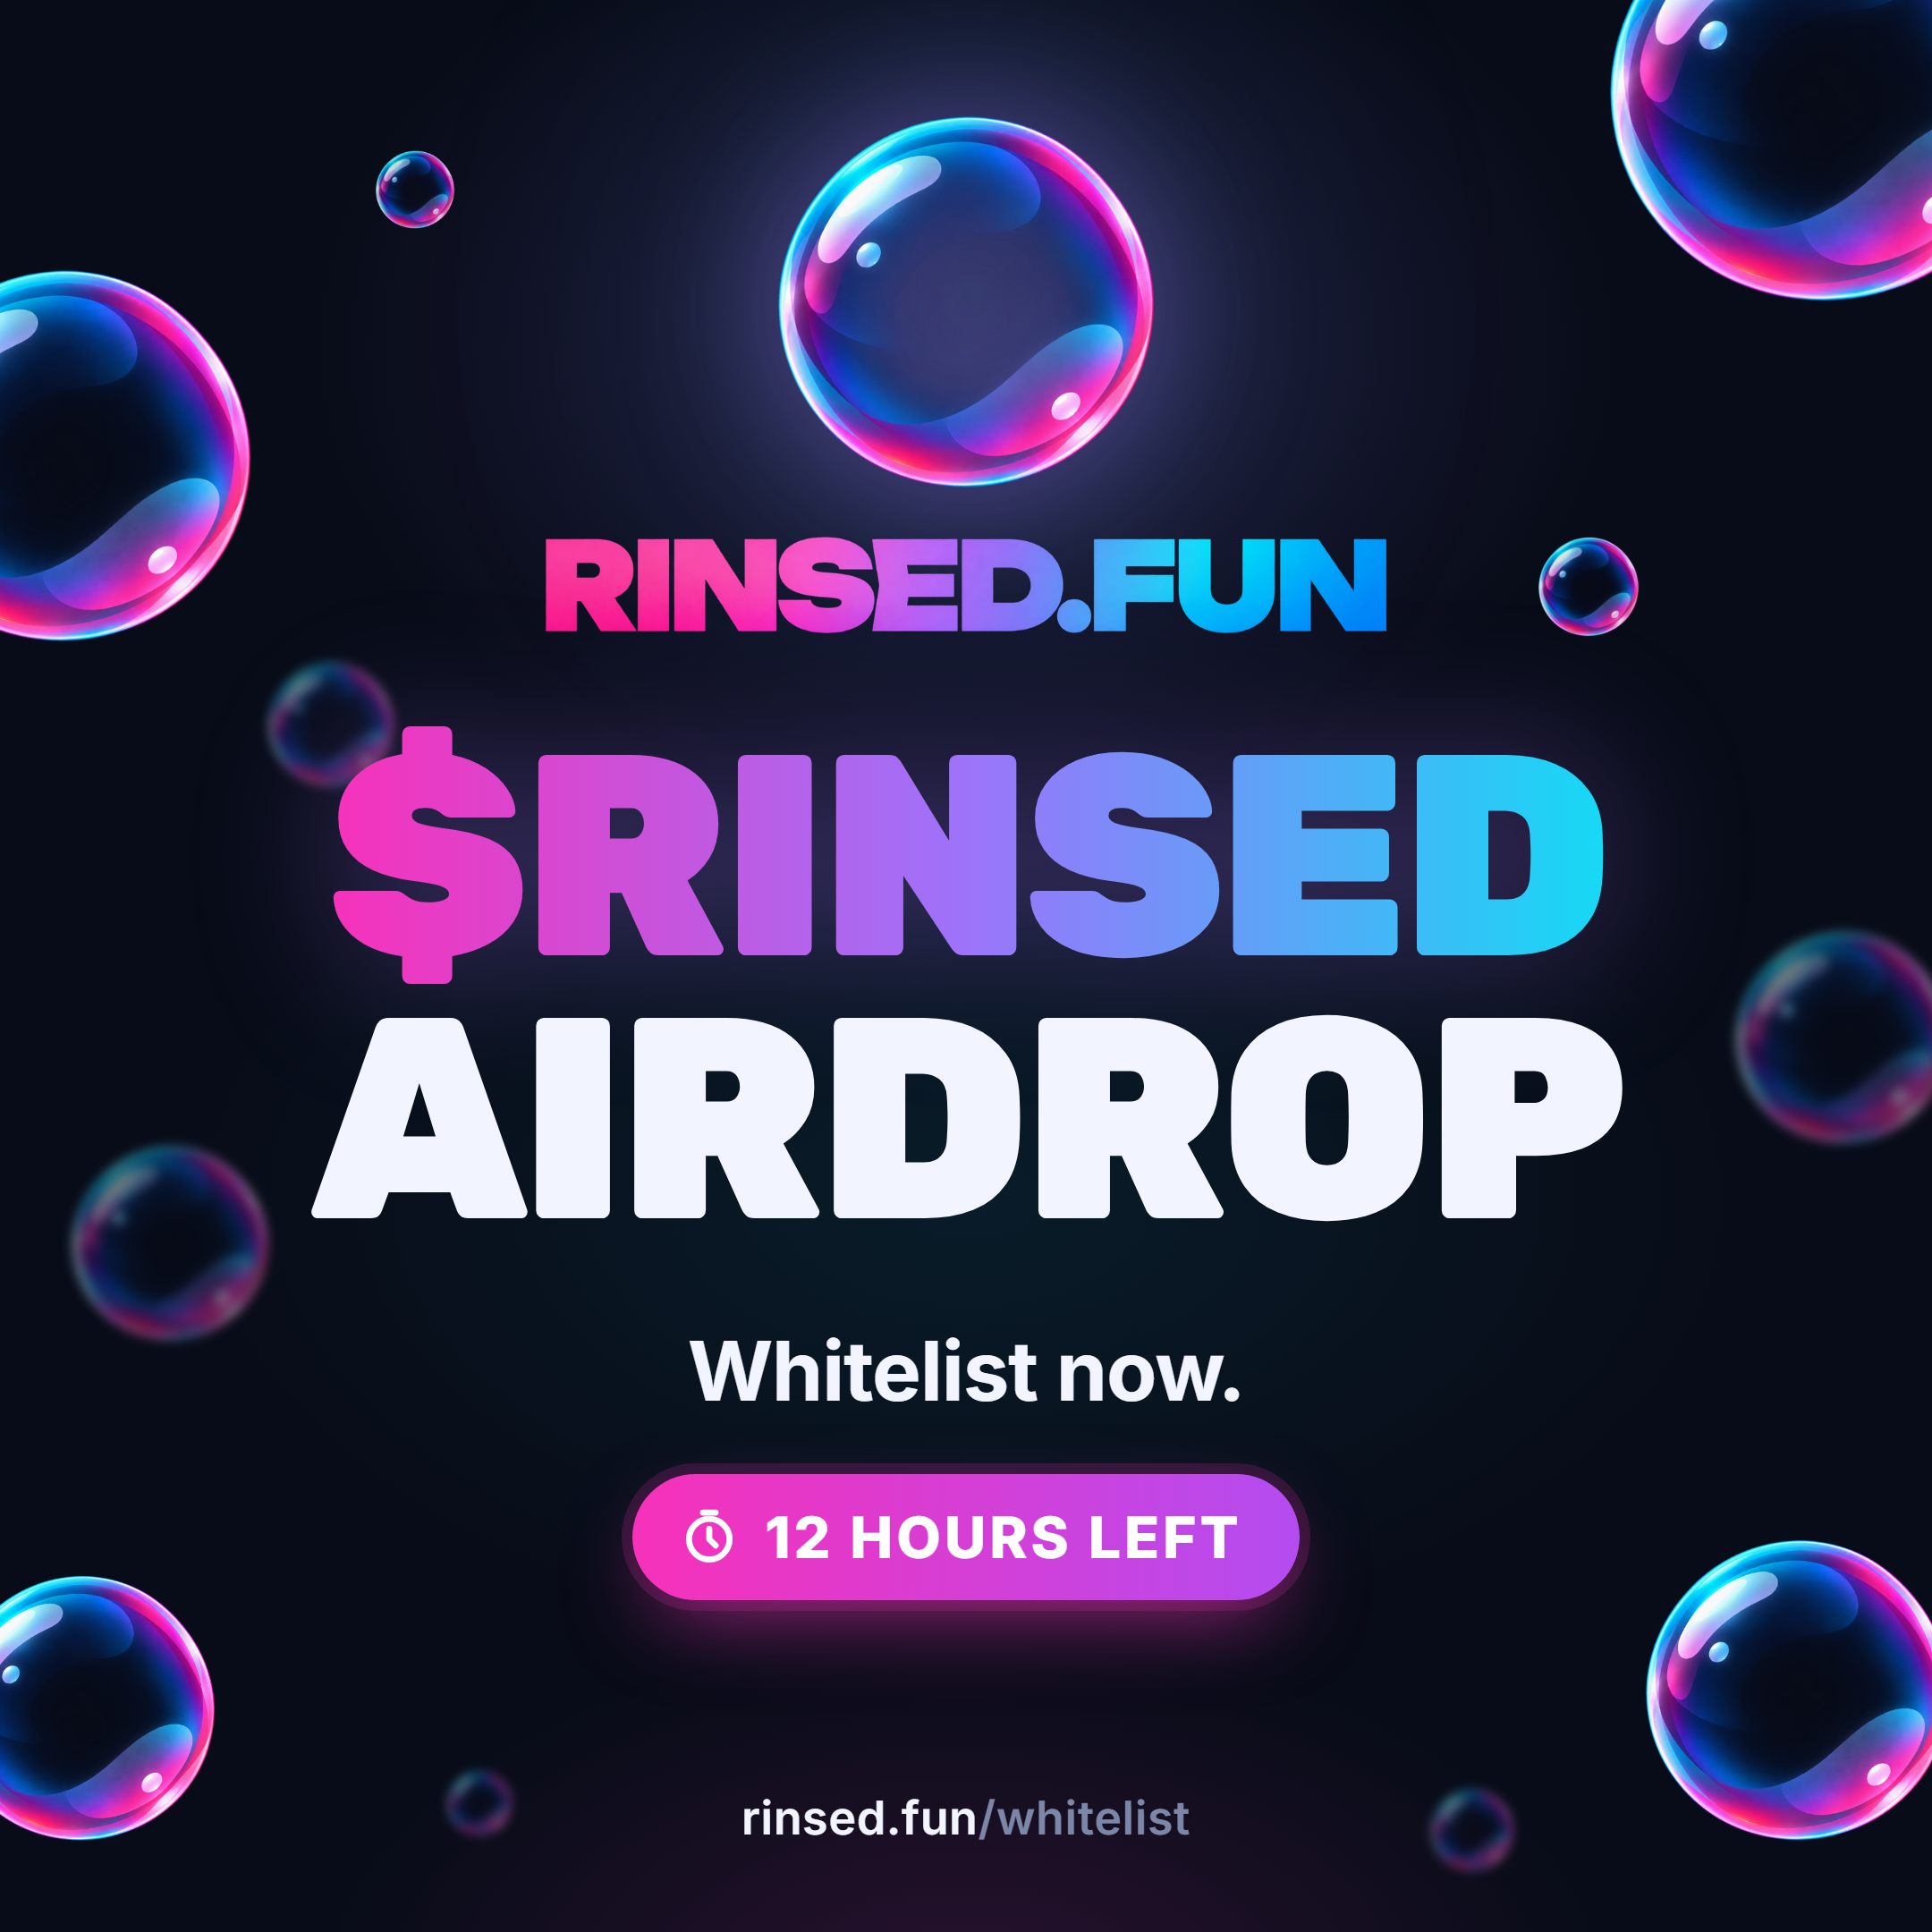 RINSED.FUN
$RINSED
AIRDROP
Whitelist now.
12 HOURS LEFT
rinsed.fun/whitelist